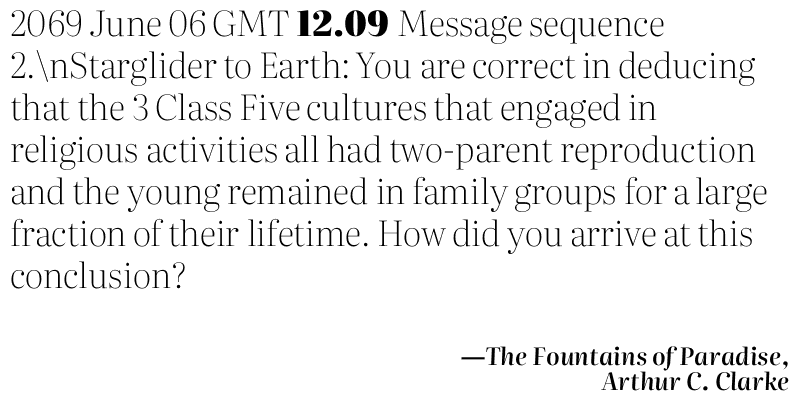 2069 June 06 GMT 12.09 Message sequence
2.\nStarglider to Earth: You are correct in deducing
that the 3 Class Five cultures that engaged in
religious activities all had two-parent reproduction
and the young remained in family groups for a large
fraction of their lifetime. How did you arrive at this
conclusion?
—The Fountains of Paradise,
Arthur C. Clarke